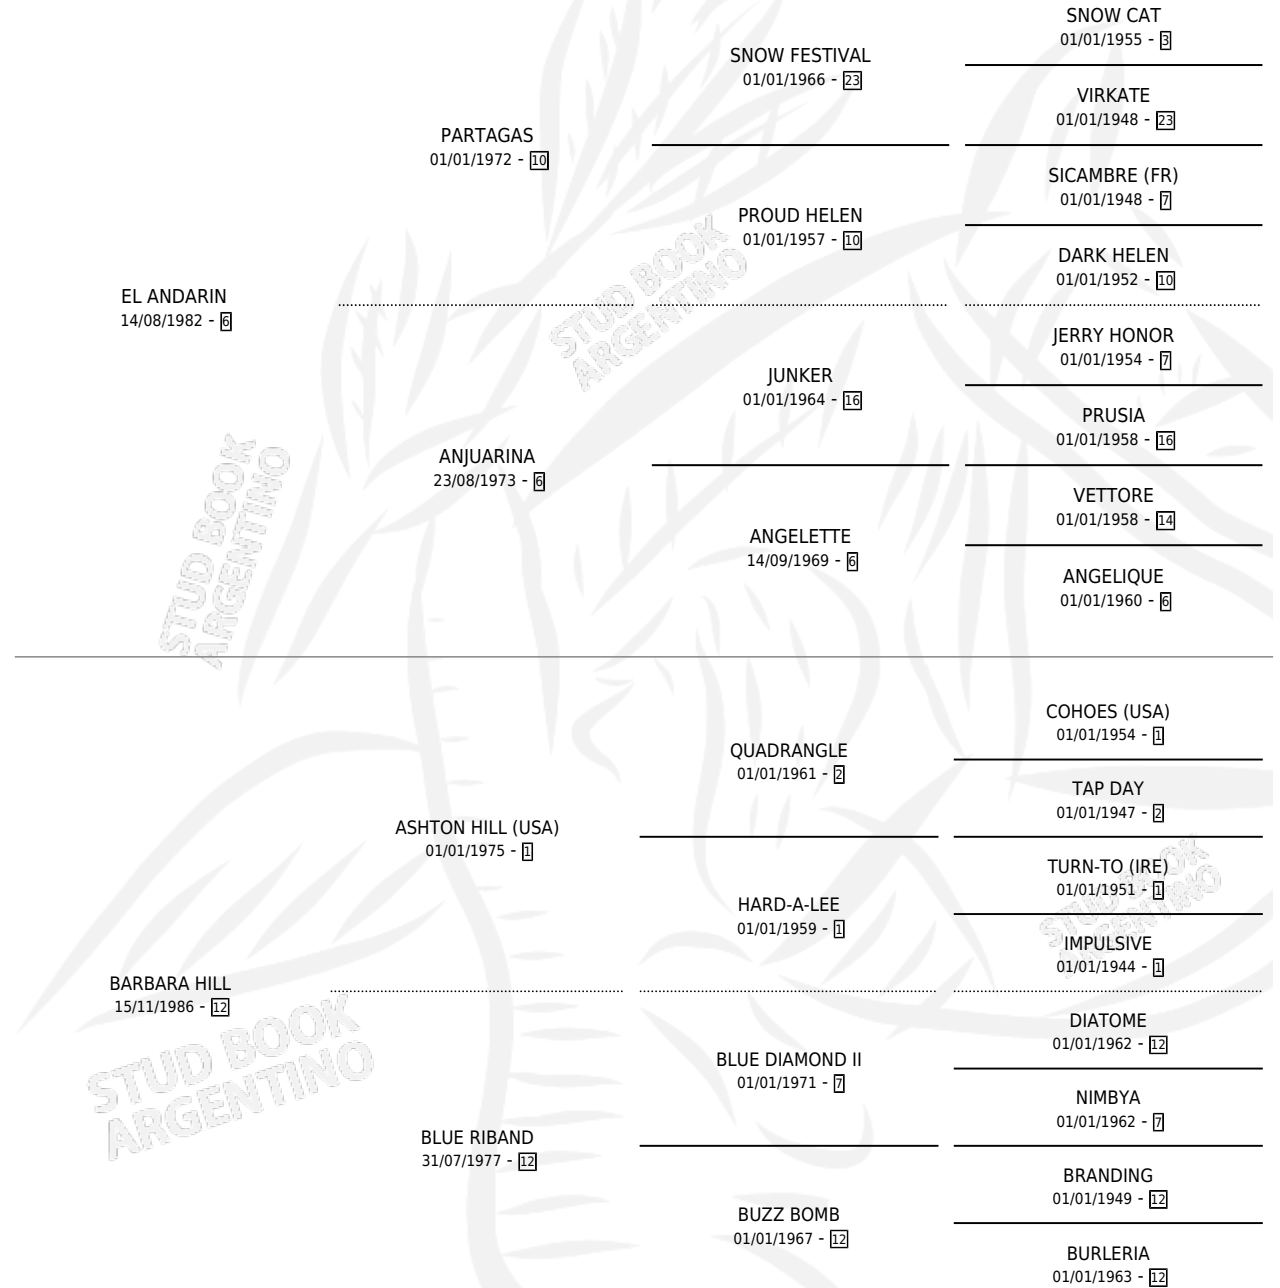 SNOW CAT
01/01/1955 - 3
SNOW FESTIVAL
01/01/1966 - 23
VIRKATE
01/01/1948 - 23
PARTAGAS
01/01/1972 - 10
SICAMBRE (FR)
01/01/1948 - 7
PROUD HELEN
01/01/1957 - 10
DARK HELEN
01/01/1952 - 10
EL ANDARIN
14/08/1982 - 6
STUD BOOK
ARGENTINO
JERRY HONOR
01/01/1954 - 7
JUNKER
01/01/1964 - 16
PRUSIA
01/01/1958 - 16
ANJUARINA
23/08/1973 - 6
VETTORE
01/01/1958 - 14
ANGELETTE
14/09/1969 - 6
ANGELIQUE
01/01/1960 - 6
STUD BOOK
ARGENTINO
COHOES (USA)
01/01/1954 - 1
QUADRANGLE
01/01/1961 - 2
TAP DAY
01/01/1947 - 2
ASHTON HILL (USA)
01/01/1975 - 1
TURN-TO (IRE)
01/01/1951 - 1
HARD-A-LEE
01/01/1959 - 1
STUD BOOK
ARGENTINO
IMPULSIVE
01/01/1944 - 1
BARBARA HILL
15/11/1986 - 12
STUD BOOK
ARGENTINO
DIATOME
01/01/1962 - 12
BLUE DIAMOND II
01/01/1971 - 7
NIMBYA
01/01/1962 - 7
BLUE RIBAND
31/07/1977 - 12
BRANDING
01/01/1949 - 12
BUZZ BOMB
01/01/1967 - 12
BURLERIA
01/01/1963 - 12